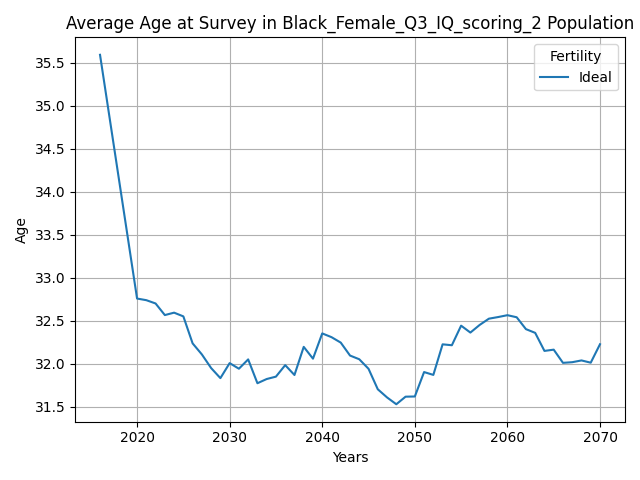 Average Age at Survey in Black_Female_Q3_IQ_scoring_2 Population
Fertility
Ideal
35.5
35.0
34.5
34.0
33.5
33.0
32.5
32.0
31.5
Age
2020 2030 2040 2050 2060 2070
Years